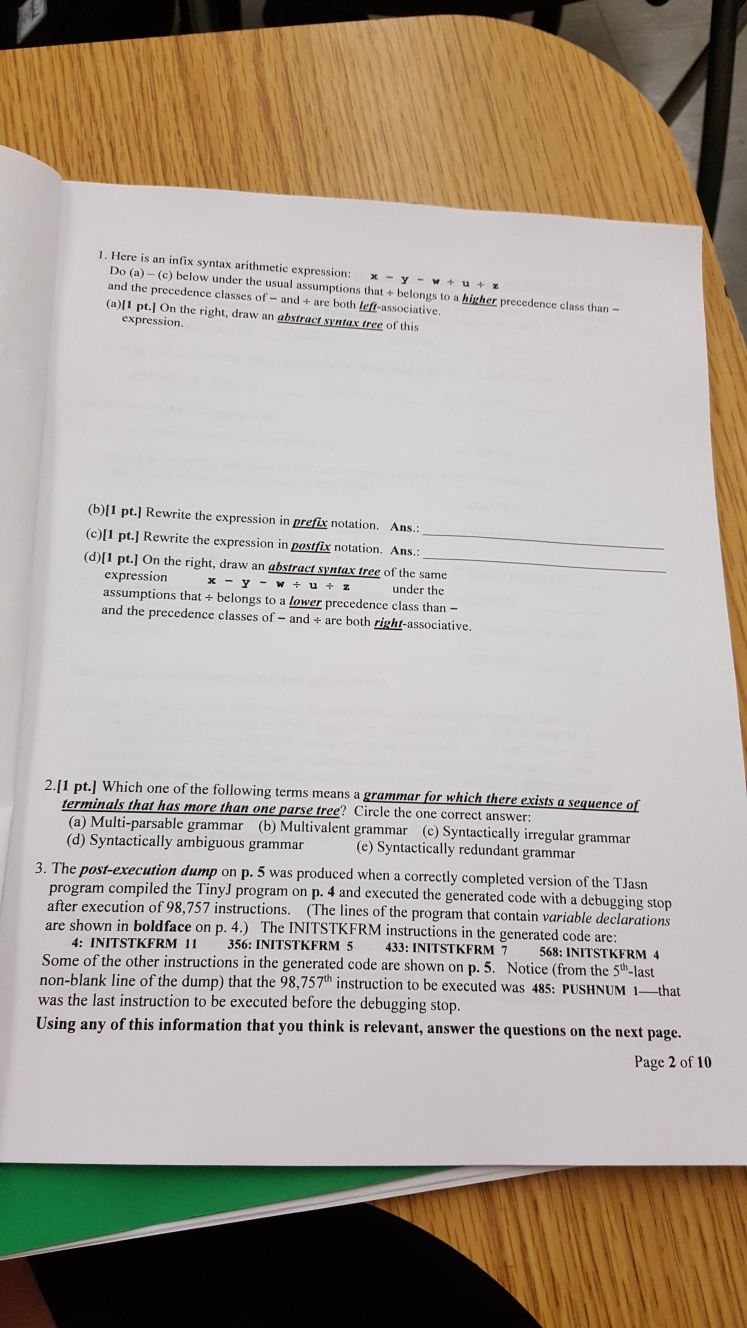 1. Here is an infix syntax arithmetic expression: x − y − w ÷ u ÷ z
Do (a) – (c) below under the usual assumptions that ÷ belongs to a higher precedence class than −
and the precedence classes of − and ÷ are both left-associative.
(a)[1 pt.] On the right, draw an abstract syntax tree of this
expression.
(b)[1 pt.] Rewrite the expression in prefix notation. Ans.:
(c)[1 pt.] Rewrite the expression in postfix notation. Ans.:
(d)[1 pt.] On the right, draw an abstract syntax tree of the same
expression x − y − w ÷ u ÷ z under the
assumptions that ÷ belongs to a lower precedence class than −
and the precedence classes of − and ÷ are both right-associative.
2.[1 pt.] Which one of the following terms means a grammar for which there exists a sequence of
terminals that has more than one parse tree? Circle the one correct answer:
(a) Multi-parsable grammar (b) Multivalent grammar (c) Syntactically irregular grammar
(d) Syntactically ambiguous grammar (e) Syntactically redundant grammar
3. The post-execution dump on p. 5 was produced when a correctly completed version of the TJasn
program compiled the TinyJ program on p. 4 and executed the generated code with a debugging stop
after execution of 98,757 instructions. (The lines of the program that contain variable declarations
are shown in boldface on p. 4.) The INITSTKFRM instructions in the generated code are:
4: INITSTKFRM 11 356: INITSTKFRM 5 433: INITSTKFRM 7 568: INITSTKFRM 4
Some of the other instructions in the generated code are shown on p. 5. Notice (from the 5th-last
non-blank line of the dump) that the 98,757th instruction to be executed was 485: PUSHNUM 1—that
was the last instruction to be executed before the debugging stop.
Using any of this information that you think is relevant, answer the questions on the next page.
Page 2 of 10